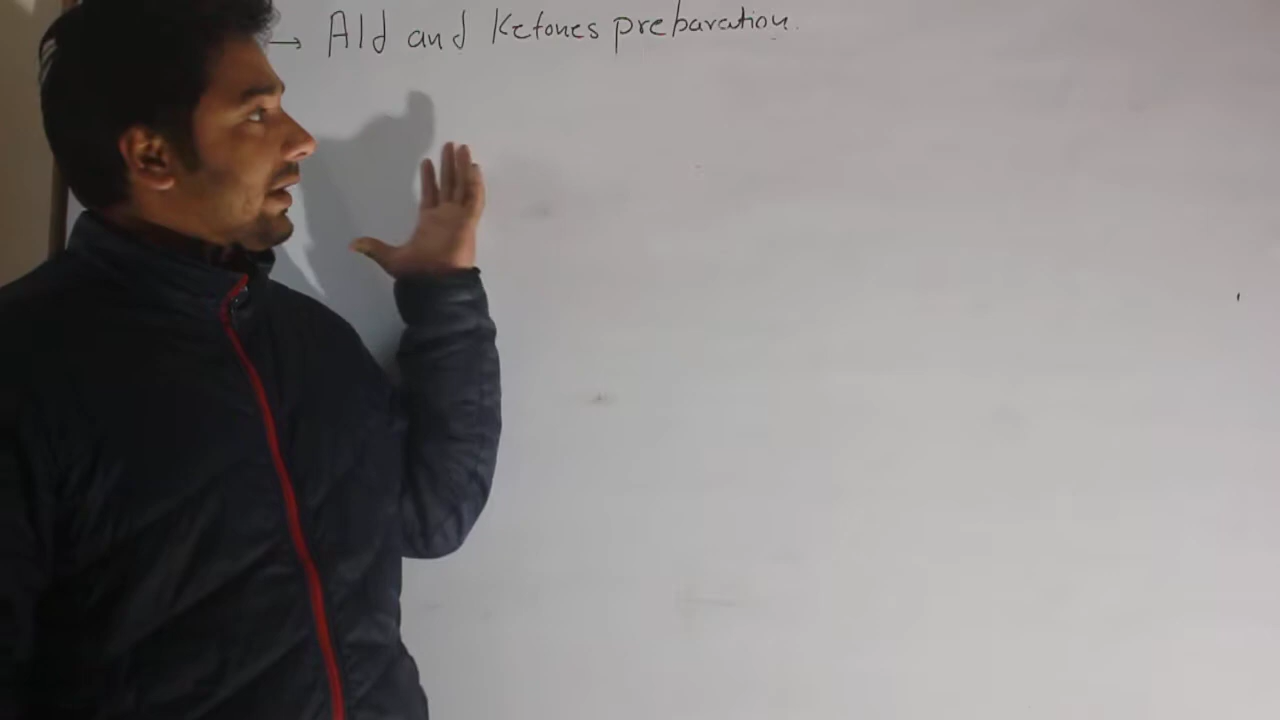 → Ald and Ketones preparation.